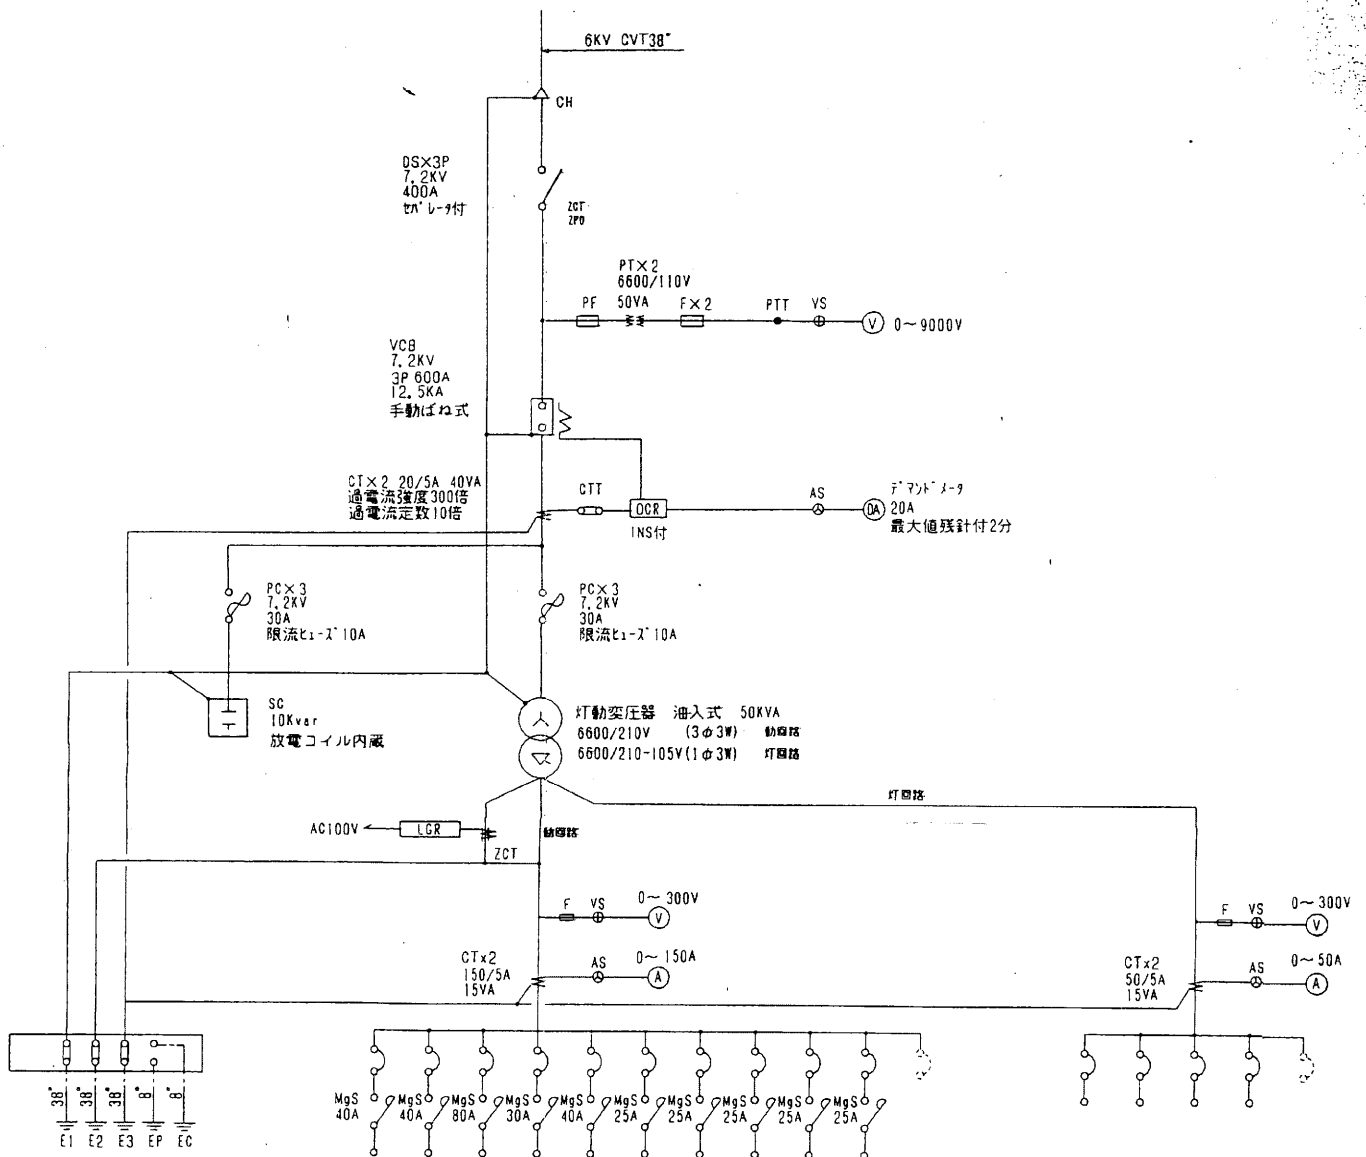 6KV CVT38°
CH
DS×3P
7.2KV
400A
セパレータ付
ZCT
ZPD
PT×2
6600/110V
PF 50VA F×2 PTT VS
V 0~9000V
VCB
7.2KV
3P 600A
12.5KA
手動ばね式
CT×2 20/5A 40VA
過電流強度300倍
過電流定数10倍
CTT
OCR
INS付
AS
DA
デマンドメータ
20A
最大値残針付2分
PC×3
7.2KV
30A
限流ヒューズ10A
PC×3
7.2KV
30A
限流ヒューズ10A
SC
10Kvar
放電コイル内蔵
灯動変圧器 油入式 50KVA
6600/210V (3φ3W) 動回路
6600/210-105V(1φ3W) 灯回路
灯回路
AC100V
LGR
動回路
ZCT
F VS 0~300V
V
F VS 0~300V
V
CTx2
150/5A
15VA
AS 0~150A
A
CTx2
50/5A
15VA
AS 0~50A
A
MgS MgS MgS MgS MgS MgS MgS MgS MgS MgS
40A 40A 80A 30A 40A 25A 25A 25A 25A 25A
38° 38° 38° 8° 8°
E1 E2 E3 EP EC